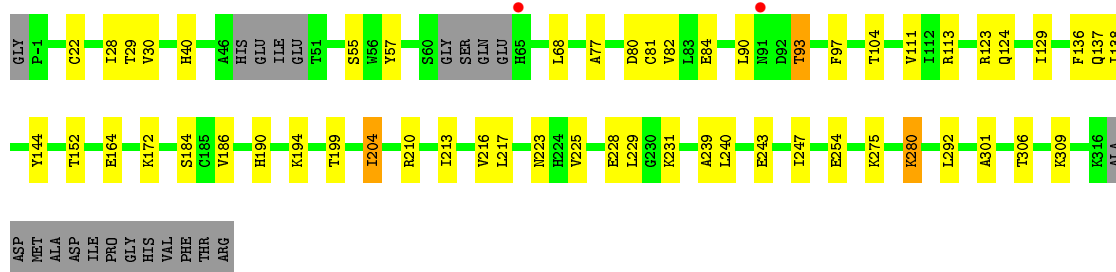 GLY P-1 C22 I28 T29 V30 H40 A46 HIS GLU ILE GLU T51 S55 W56 Y57 S60 GLY SER GLN GLU H65 L68 A77 D80 C81 V82 L83 E84 L90 N91 D92 T93 F97 T104 V111 I112 R113 R123 Q124 I129 F136 Q137
Y144 T152 E164 K172 S184 G185 V186 H190 K194 T199 I204 R210 I213 V216 L217 N223 H224 V225 E228 L229 G230 K231 A239 L240 E243 I247 E254 K275 K280 L292 A301 T306 K309 K316 ALA
ASP MET ALA ASP ILE PRO GLY HIS VAL PHE THR ARG